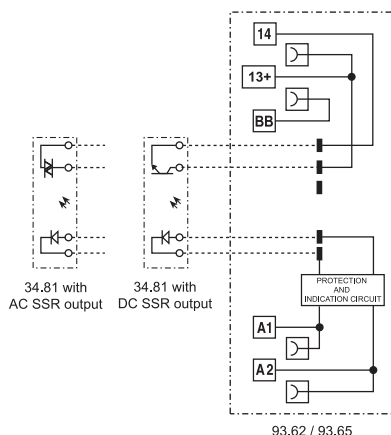 14
13+
BB
34.81 with
AC SSR output
34.81 with
DC SSR output
PROTECTION
AND
INDICATION CIRCUIT
A1
A2
93.62 / 93.65